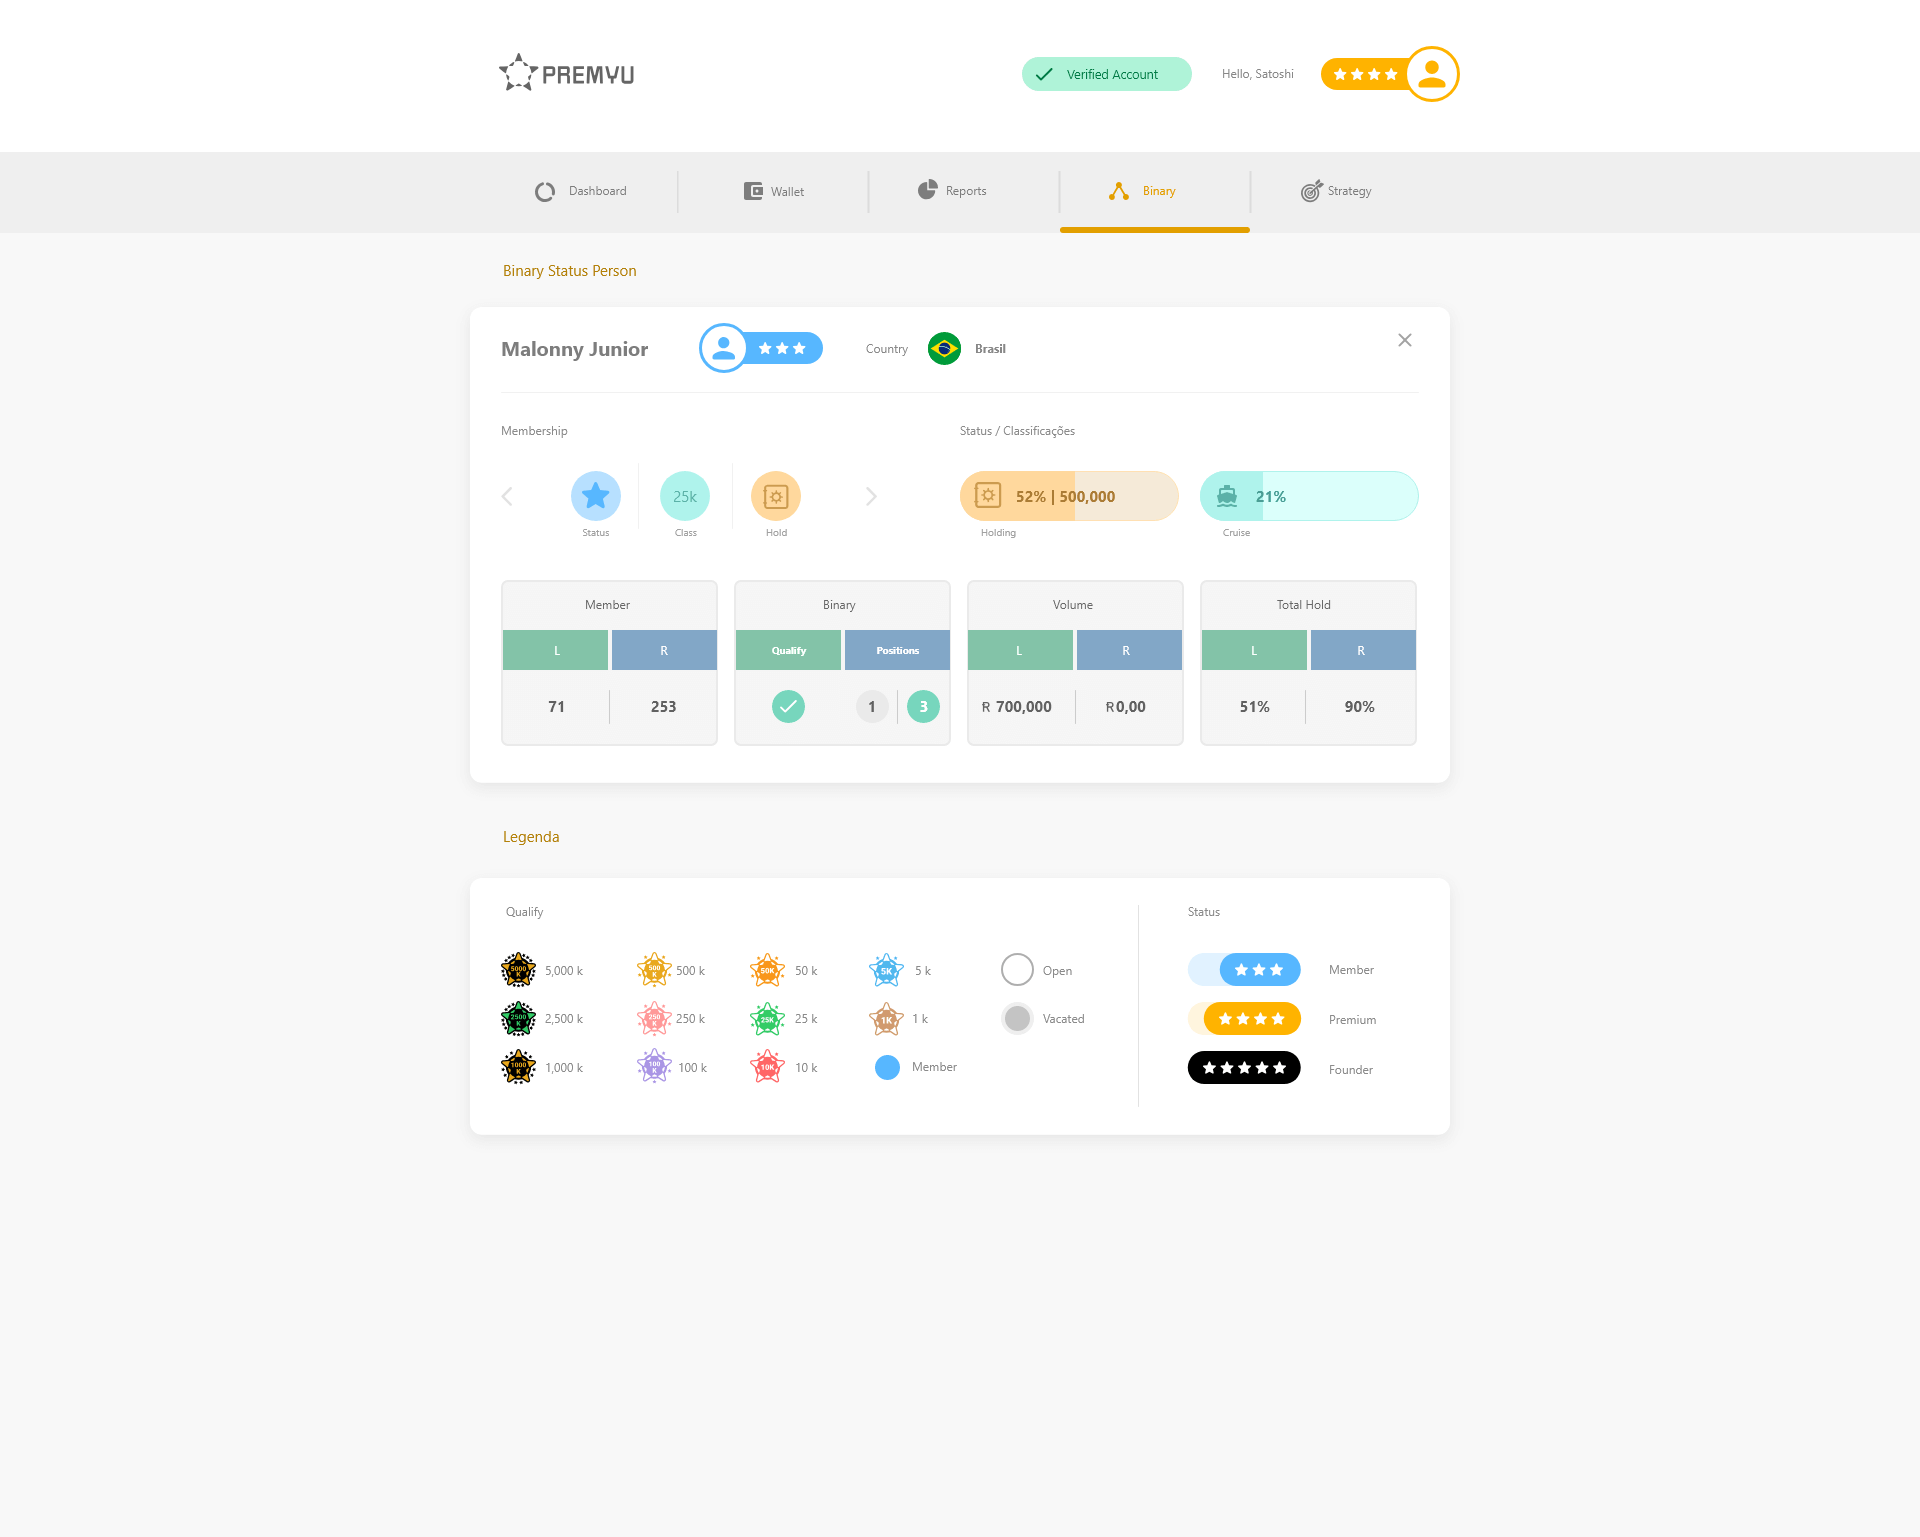 PREMYU
Verified Account
Hello, Satoshi
Dashboard
Wallet
Reports
Binary
Strategy
Binary Status Person
Malonny Junior
Country
Brasil
Membership
Status / Classificações
25k
52% | 500,000
21%
Status
Class
Hold
Holding
Cruise
Member
Binary
Volume
Total Hold
L
R
Qualify
Positions
L
R
L
R
71
253
1
3
Ɍ 700,000
Ɍ0,00
51%
90%
Legenda
Qualify
Status
5000 K
5,000 k
500 K
500 k
50K
50 k
5K
5 k
Open
Member
2500 K
2,500 k
250 K
250 k
25K
25 k
1K
1 k
Vacated
Premium
1000 K
1,000 k
100 K
100 k
10K
10 k
Member
Founder